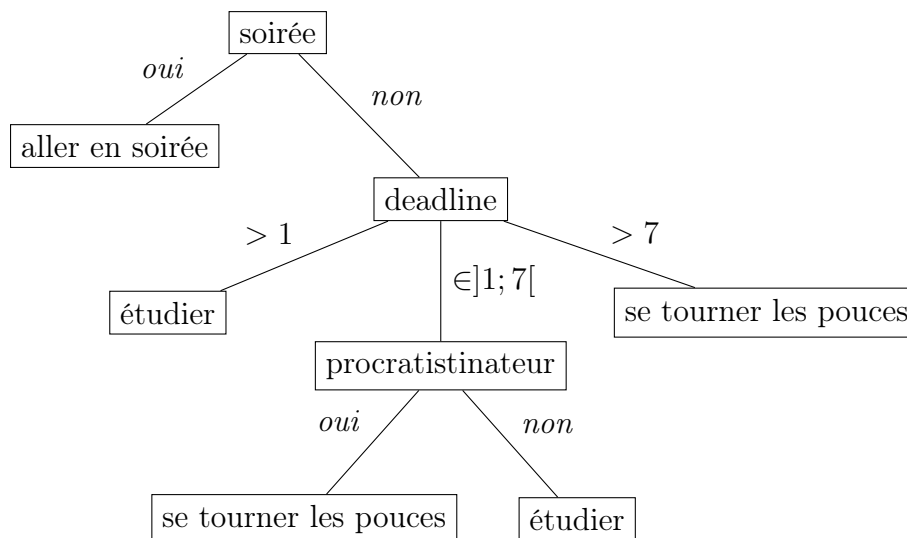 soirée
oui
non
aller en soirée
deadline
> 1
> 7
∈]1; 7[
étudier
se tourner les pouces
procratistinateur
oui
non
se tourner les pouces
étudier